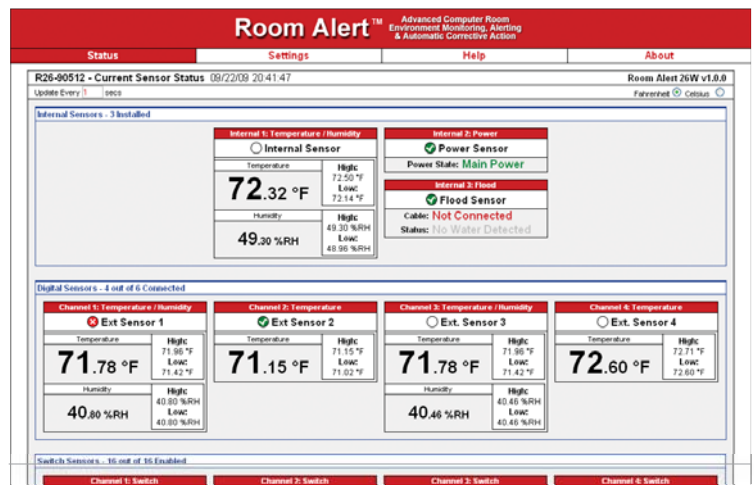 Room Alert™ Advanced Computer Room
Environment Monitoring, Alerting
& Automatic Corrective Action
Status Settings Help About
R26-90512 - Current Sensor Status 09/22/09 20:41:47 Room Alert 26W v1.0.0
Update Every 1 secs Fahrenheit Celsius
Internal Sensors - 3 Installed
Internal 1: Temperature / Humidity Internal 2: Power
Internal Sensor Power Sensor
Temperature High: Power State: Main Power
72.32 °F 72.50 °F
Low: Internal 3: Flood
72.14 °F Flood Sensor
Humidity High: Cable: Not Connected
49.30 %RH 49.30 %RH Status: No Water Detected
Low:
48.96 %RH
Digital Sensors - 4 out of 6 Connected
Channel 1: Temperature / Humidity Channel 2: Temperature Channel 3: Temperature / Humidity Channel 4: Temperature
Ext Sensor 1 Ext Sensor 2 Ext. Sensor 3 Ext. Sensor 4
Temperature High: Temperature High: Temperature High: Temperature High:
71.78 °F 71.96 °F 71.15 °F 71.15 °F 71.78 °F 71.96 °F 72.60 °F 72.71 °F
Low: Low: Low: Low:
71.42 °F 71.02 °F 71.42 °F 72.60 °F
Humidity High: Humidity High:
40.80 %RH 40.80 %RH 40.46 %RH 40.46 %RH
Low: Low:
40.80 %RH 40.46 %RH
Switch Sensors - 16 out of 16 Enabled
Channel 1: Switch Channel 2: Switch Channel 3: Switch Channel 4: Switch